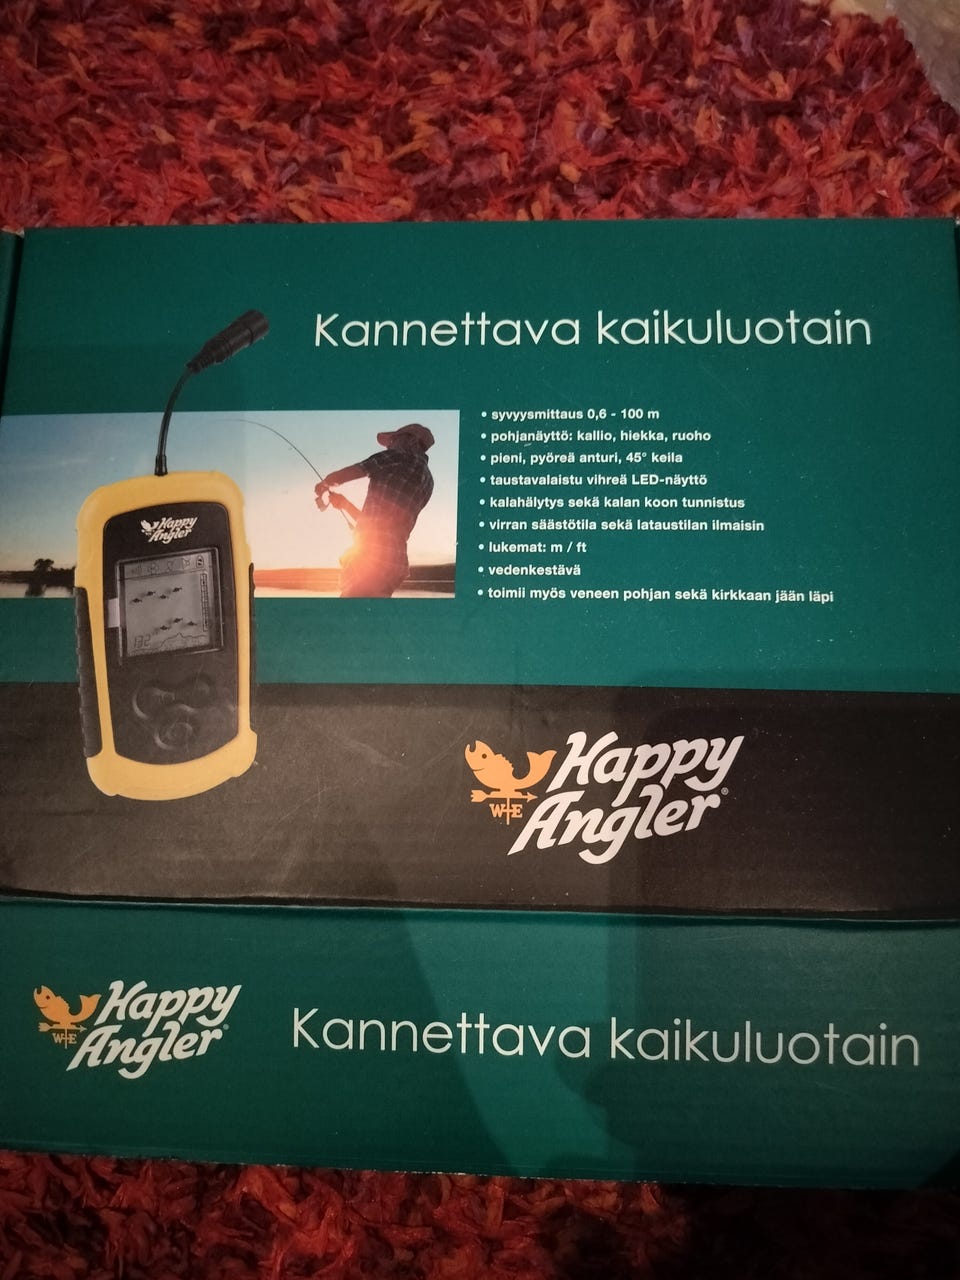 Kannettava kaikuluotain
• syvyysmittaus 0,6 - 100 m
• pohjanäyttö: kallio, hiekka, ruoho
• pieni, pyöreä anturi, 45° keila
• taustavalaistu vihreä LED-näyttö
• kalahälytys sekä kalan koon tunnistus
• virran säästötila sekä lataustilan ilmaisin
• lukemat: m / ft
• vedenkestävä
• toimii myös veneen pohjan sekä kirkkaan jään läpi
Happy
Angler
132
Happy
Angler®
W E
Happy
Angler®
W E
Kannettava kaikuluotain